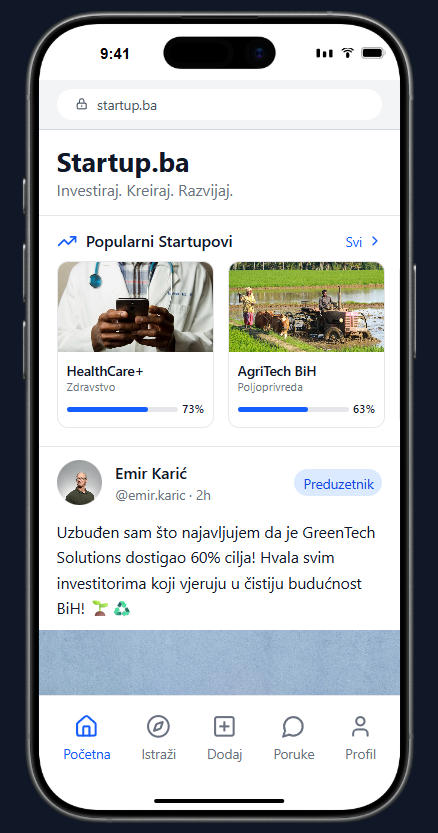 9:41
startup.ba
Startup.ba
Investiraj. Kreiraj. Razvijaj.
Popularni Startupovi
Svi
HealthCare+
Zdravstvo
73%
AgriTech BiH
Poljoprivreda
63%
Emir Karić
@emir.karic · 2h
Preduzetnik
Uzbuđen sam što najavljujem da je GreenTech
Solutions dostigao 60% cilja! Hvala svim
investitorima koji vjeruju u čistiju budućnost
BiH! 🌱 ♻️
Početna
Istraži
Dodaj
Poruke
Profil